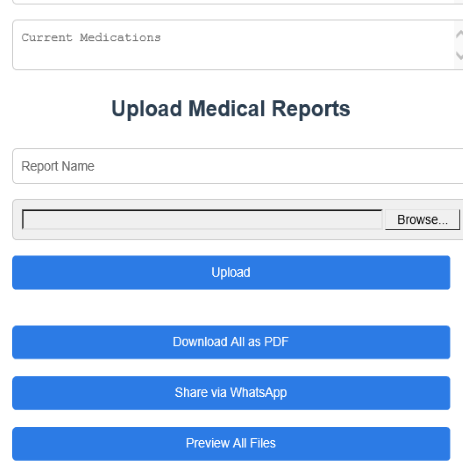 Current Medications
Upload Medical Reports
Report Name
Browse...
Upload
Download All as PDF
Share via WhatsApp
Preview All Files